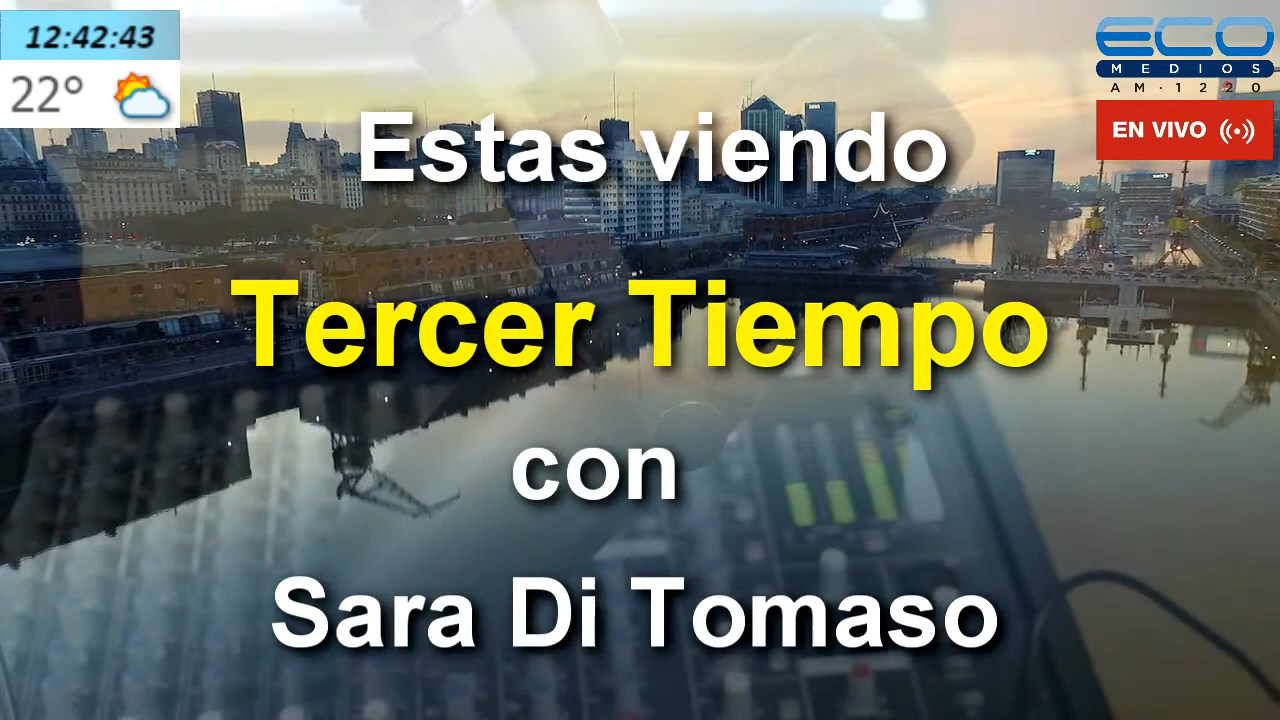 12:42:43
22°
ECO
MEDIOS
AM·1220
EN VIVO
Estas viendo
Tercer Tiempo
con
Sara Di Tomaso